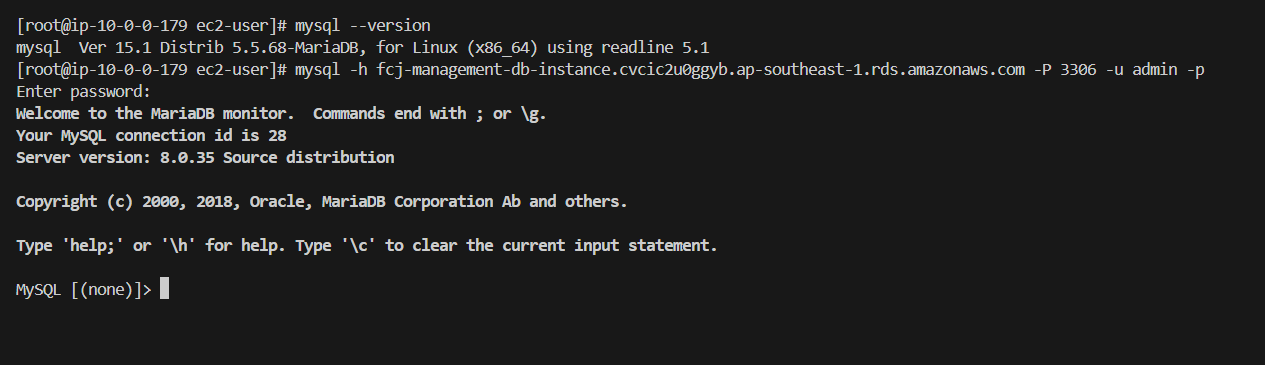 [root@ip-10-0-0-179 ec2-user]# mysql --version
mysql  Ver 15.1 Distrib 5.5.68-MariaDB, for Linux (x86_64) using readline 5.1
[root@ip-10-0-0-179 ec2-user]# mysql -h fcj-management-db-instance.cvcic2u0ggyb.ap-southeast-1.rds.amazonaws.com -P 3306 -u admin -p
Enter password:
Welcome to the MariaDB monitor.  Commands end with ; or \g.
Your MySQL connection id is 28
Server version: 8.0.35 Source distribution
Copyright (c) 2000, 2018, Oracle, MariaDB Corporation Ab and others.
Type 'help;' or '\h' for help. Type '\c' to clear the current input statement.
MySQL [(none)]>